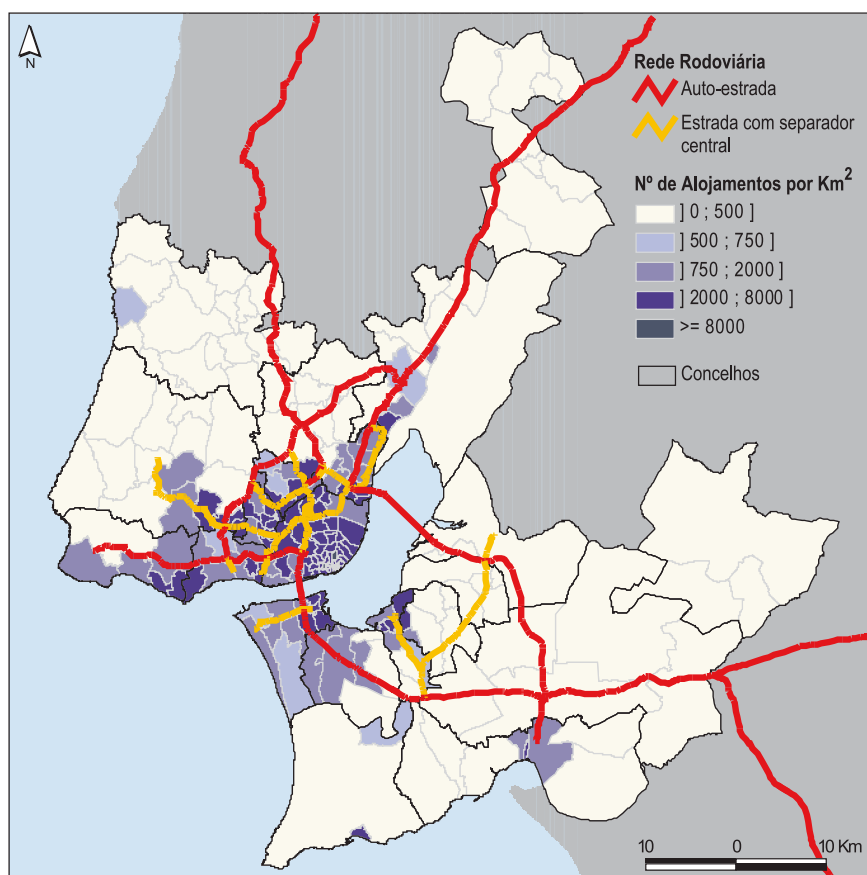 N
Rede Rodoviária
Auto-estrada
Estrada com separador
central
Nº de Alojamentos por Km²
] 0 ; 500 ]
] 500 ; 750 ]
] 750 ; 2000 ]
] 2000 ; 8000 ]
>= 8000
Concelhos
10 0 10 Km